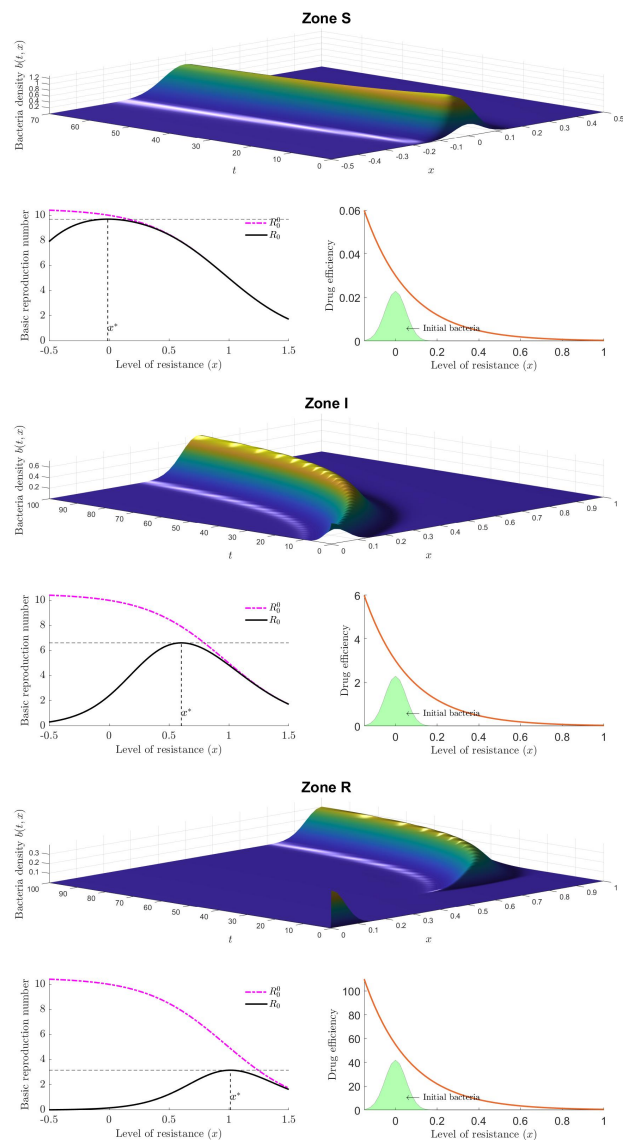 Zone S
Bacteria density b(t, x)
1.2
1
0.8
0.6
0.4
0.2
70 60 50 40 30 20 10 0
t
-0.5 -0.4 -0.3 -0.2 -0.1 0 0.1 0.2 0.3 0.4 0.5
x
Basic reproduction number
10
8
6
4
2
0
-0.5 0 0.5 1 1.5
Level of resistance (x)
R₀⁰
R₀
x*
Drug efficiency
0.06
0.04
0.02
0
0 0.2 0.4 0.6 0.8 1
Level of resistance (x)
← Initial bacteria
Zone I
Bacteria density b(t, x)
0.6
0.4
0.2
100 90 80 70 60 50 40 30 20 10 0
t
0 0.1 0.2 0.3 0.4 0.5 0.6 0.7 0.8 0.9 1
x
Basic reproduction number
10
8
6
4
2
0
-0.5 0 0.5 1 1.5
Level of resistance (x)
R₀⁰
R₀
x*
Drug efficiency
6
4
2
0
0 0.2 0.4 0.6 0.8 1
Level of resistance (x)
← Initial bacteria
Zone R
Bacteria density b(t, x)
0.3
0.2
0.1
100 90 80 70 60 50 40 30 20 10 0
t
0 0.1 0.2 0.3 0.4 0.5 0.6 0.7 0.8 0.9 1
x
Basic reproduction number
10
8
6
4
2
0
-0.5 0 0.5 1 1.5
Level of resistance (x)
R₀⁰
R₀
x*
Drug efficiency
100
80
60
40
20
0
0 0.2 0.4 0.6 0.8 1
Level of resistance (x)
← Initial bacteria